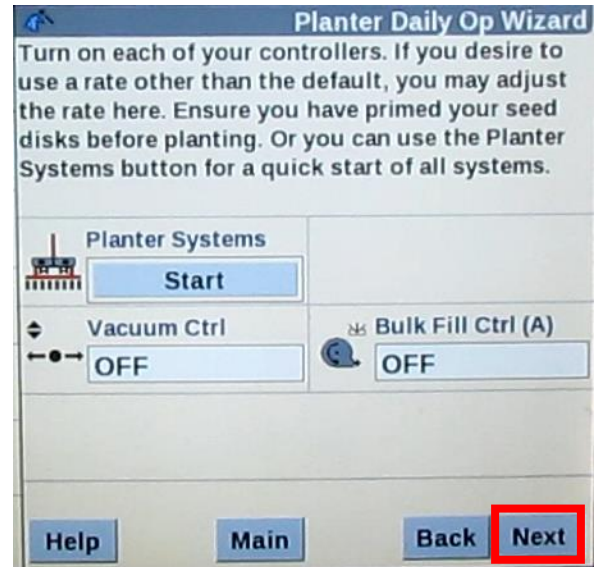 Planter Daily Op Wizard
Turn on each of your controllers. If you desire to
use a rate other than the default, you may adjust
the rate here. Ensure you have primed your seed
disks before planting. Or you can use the Planter
Systems button for a quick start of all systems.
Planter Systems
Start
Vacuum Ctrl
Bulk Fill Ctrl (A)
OFF
OFF
Help
Main
Back
Next